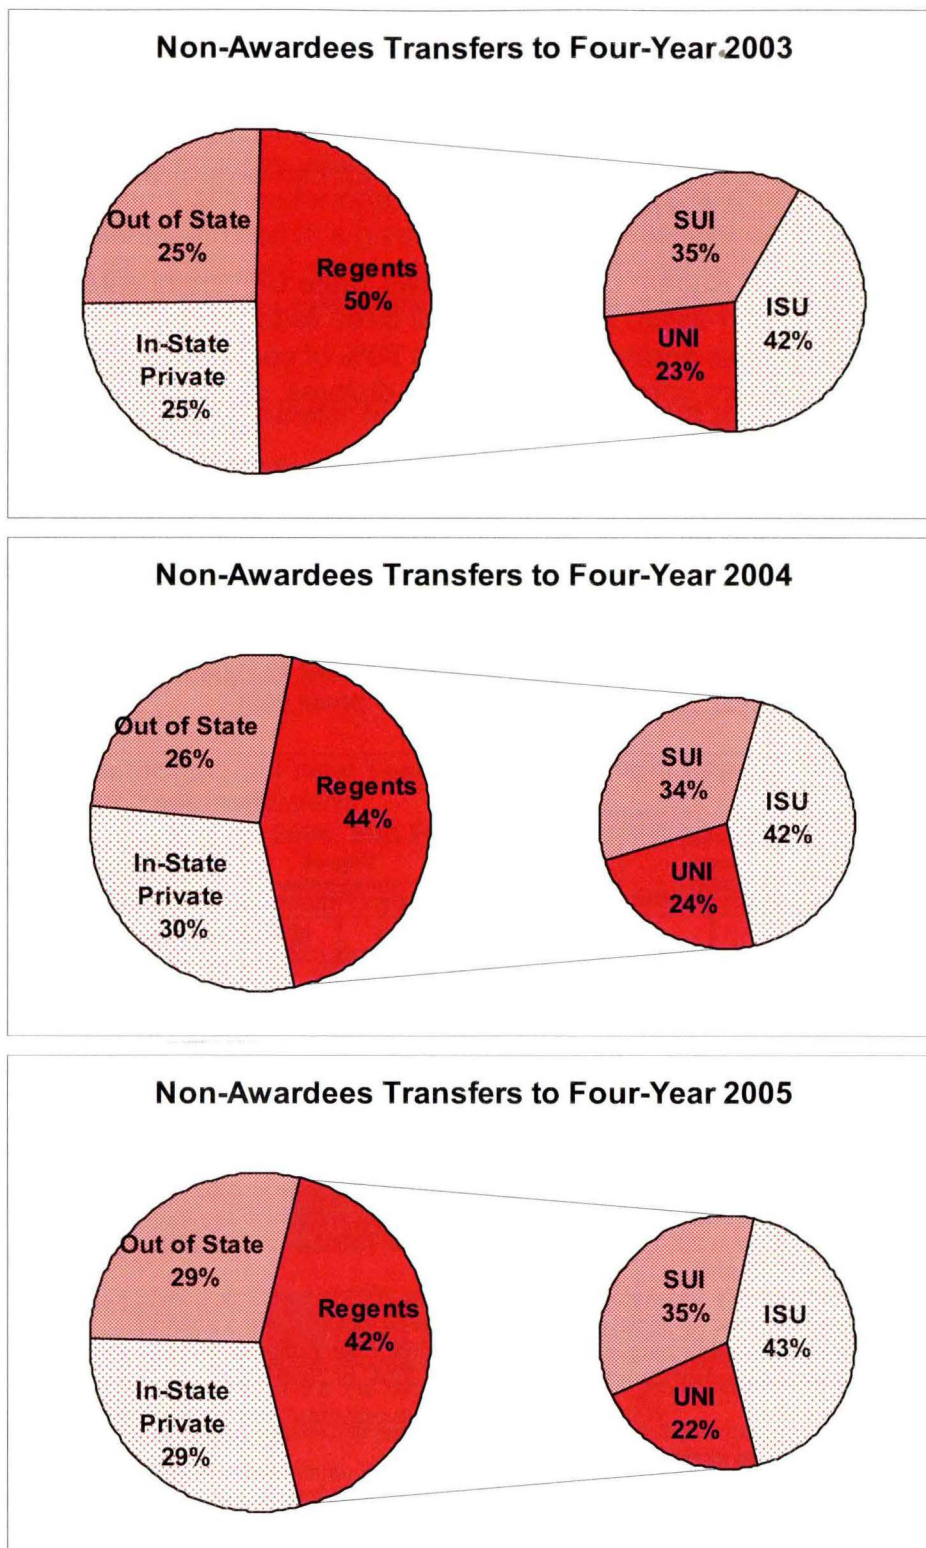 Non-Awardees Transfers to Four-Year 2003
Out of State
25%
Regents
50%
In-State
Private
25%
SUI
35%
ISU
42%
UNI
23%
Non-Awardees Transfers to Four-Year 2004
Out of State
26%
Regents
44%
In-State
Private
30%
SUI
34%
ISU
42%
UNI
24%
Non-Awardees Transfers to Four-Year 2005
Out of State
29%
Regents
42%
In-State
Private
29%
SUI
35%
ISU
43%
UNI
22%